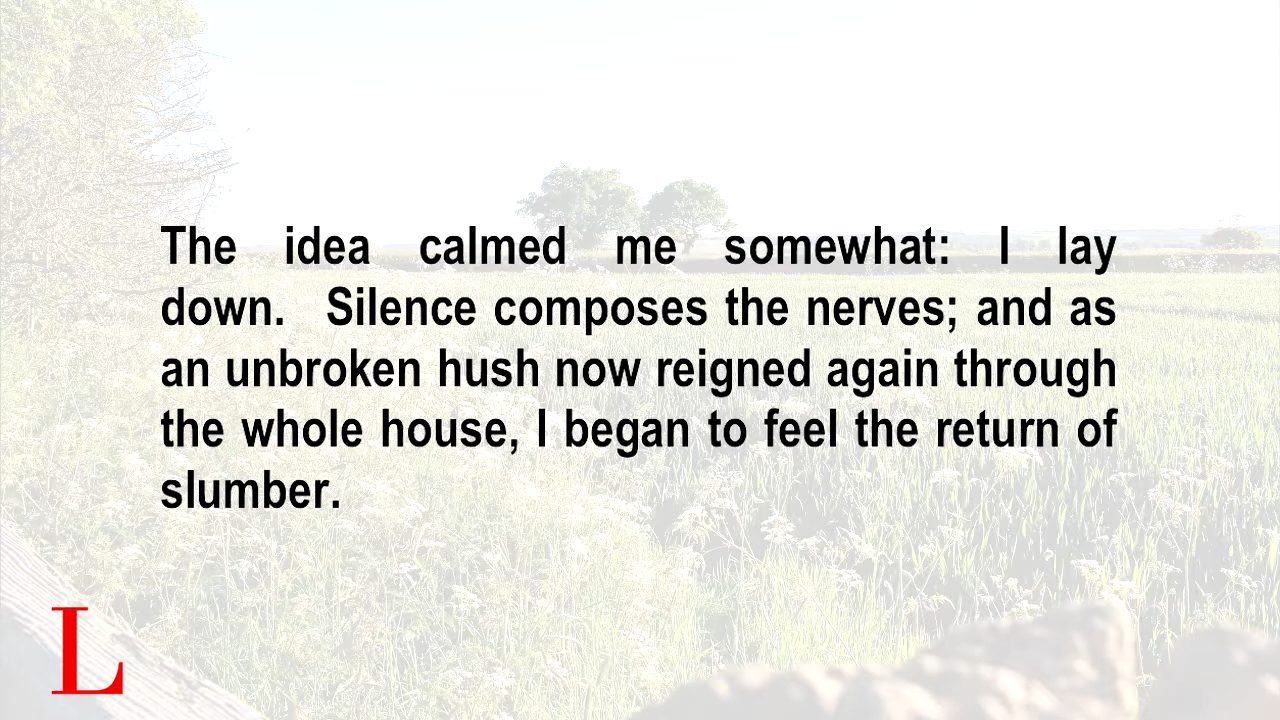 The idea calmed me somewhat: I lay
down. Silence composes the nerves; and as
an unbroken hush now reigned again through
the whole house, I began to feel the return of
slumber.
L